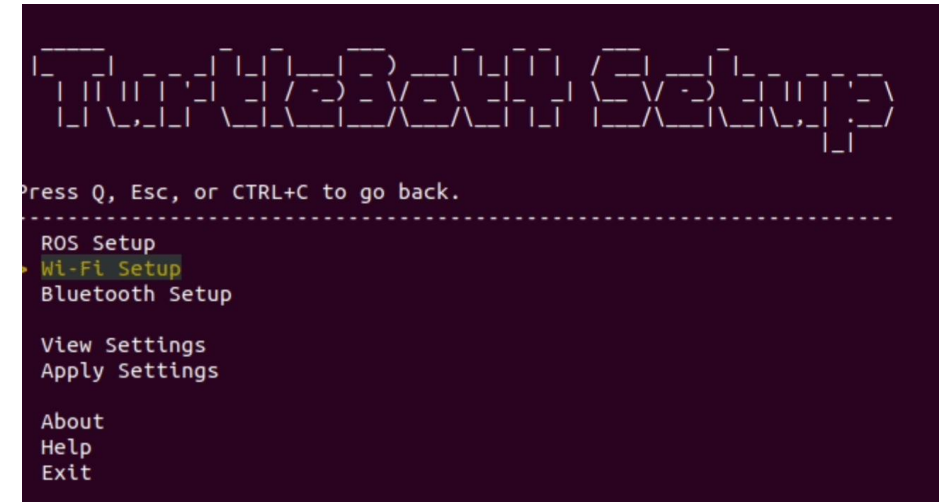 TurtleBot4 Setup
Press Q, Esc, or CTRL+C to go back.
ROS Setup
Wi-Fi Setup
Bluetooth Setup
View Settings
Apply Settings
About
Help
Exit